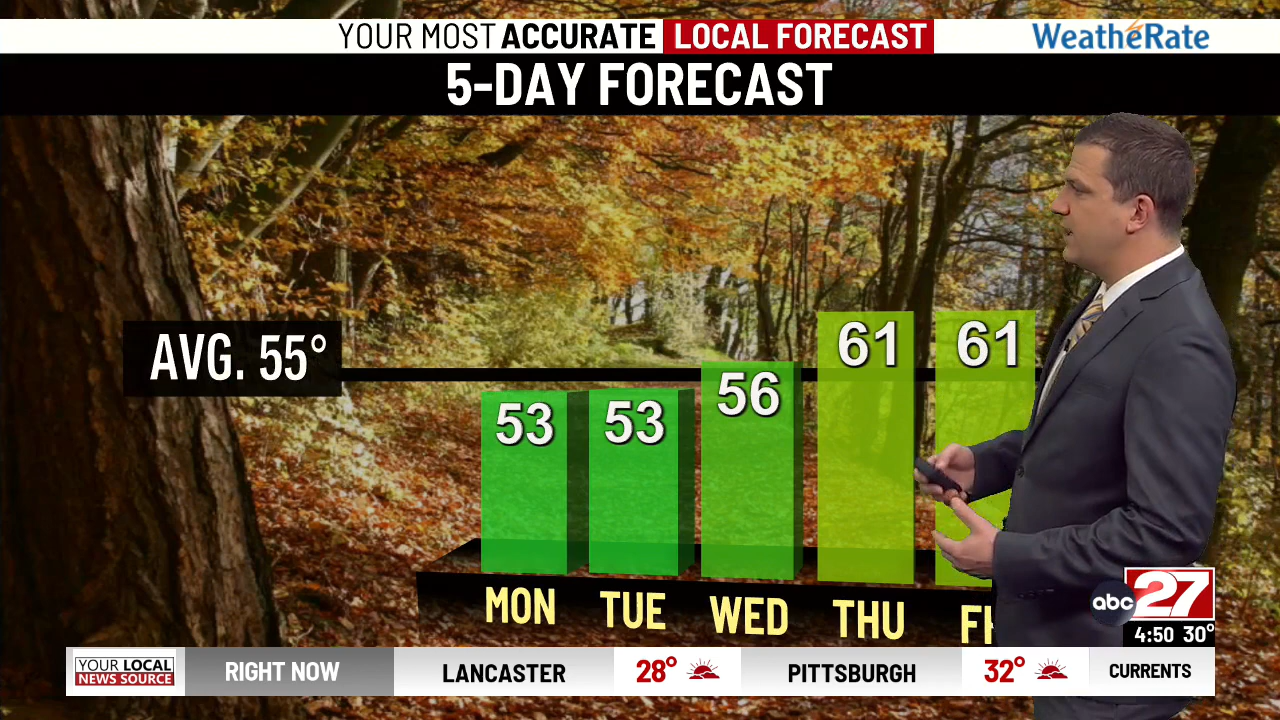 YOUR MOST ACCURATE LOCAL FORECAST
WeatheRate
5-DAY FORECAST
AVG. 55°
53 53 56 61 61
MON TUE WED THU
abc 27
4:50 30°
YOUR LOCAL
NEWS SOURCE
RIGHT NOW LANCASTER 28° PITTSBURGH 32° CURRENTS